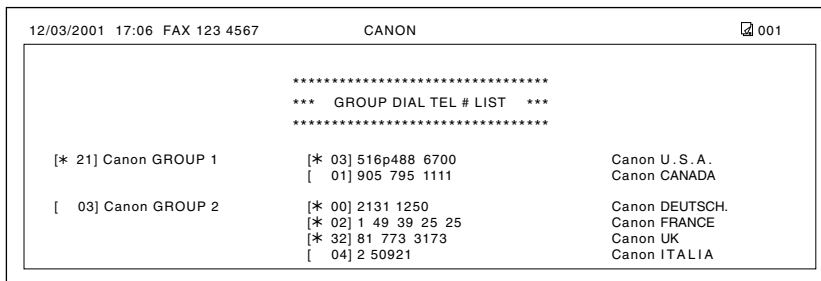 12/03/2001 17:06 FAX 123 4567 CANON 001
*********************************
*** GROUP DIAL TEL # LIST ***
*********************************
[* 21] Canon GROUP 1 [* 03] 516p488 6700 Canon U.S.A.
[ 01] 905 795 1111 Canon CANADA
[ 03] Canon GROUP 2 [* 00] 2131 1250 Canon DEUTSCH.
[* 02] 1 49 39 25 25 Canon FRANCE
[* 32] 81 773 3173 Canon UK
[ 04] 2 50921 Canon ITALIA